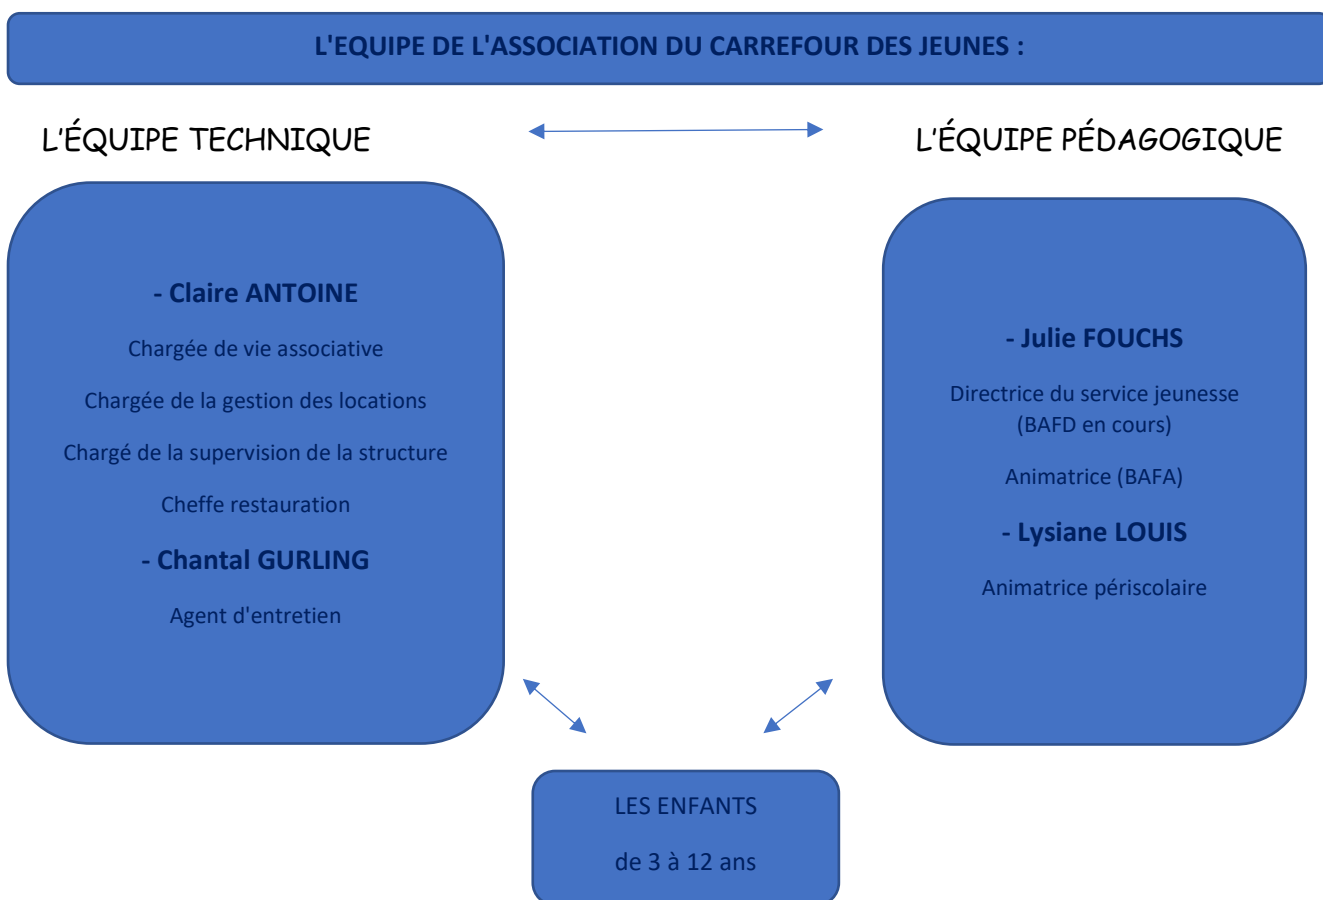 L'EQUIPE DE L'ASSOCIATION DU CARREFOUR DES JEUNES :
L'ÉQUIPE TECHNIQUE
- Claire ANTOINE
Chargée de vie associative
Chargée de la gestion des locations
Chargé de la supervision de la structure
Cheffe restauration
- Chantal GURLING
Agent d'entretien
L'ÉQUIPE PÉDAGOGIQUE
- Julie FOUCHS
Directrice du service jeunesse
(BAFD en cours)
Animatrice (BAFA)
- Lysiane LOUIS
Animatrice périscolaire
LES ENFANTS
de 3 à 12 ans